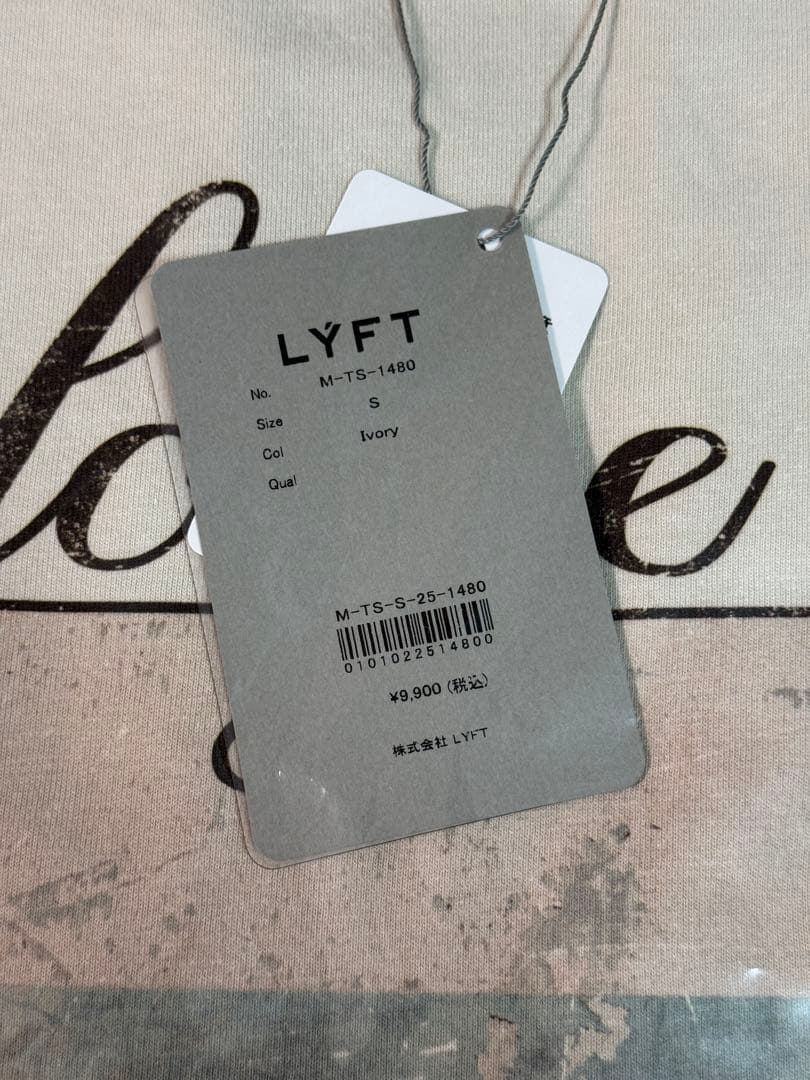 LYFT
No. M-TS-1480
Size S
Col Ivory
Qual
M-TS-S-25-1480
0101022514800
¥9,900 (税込)
株式会社 LYFT